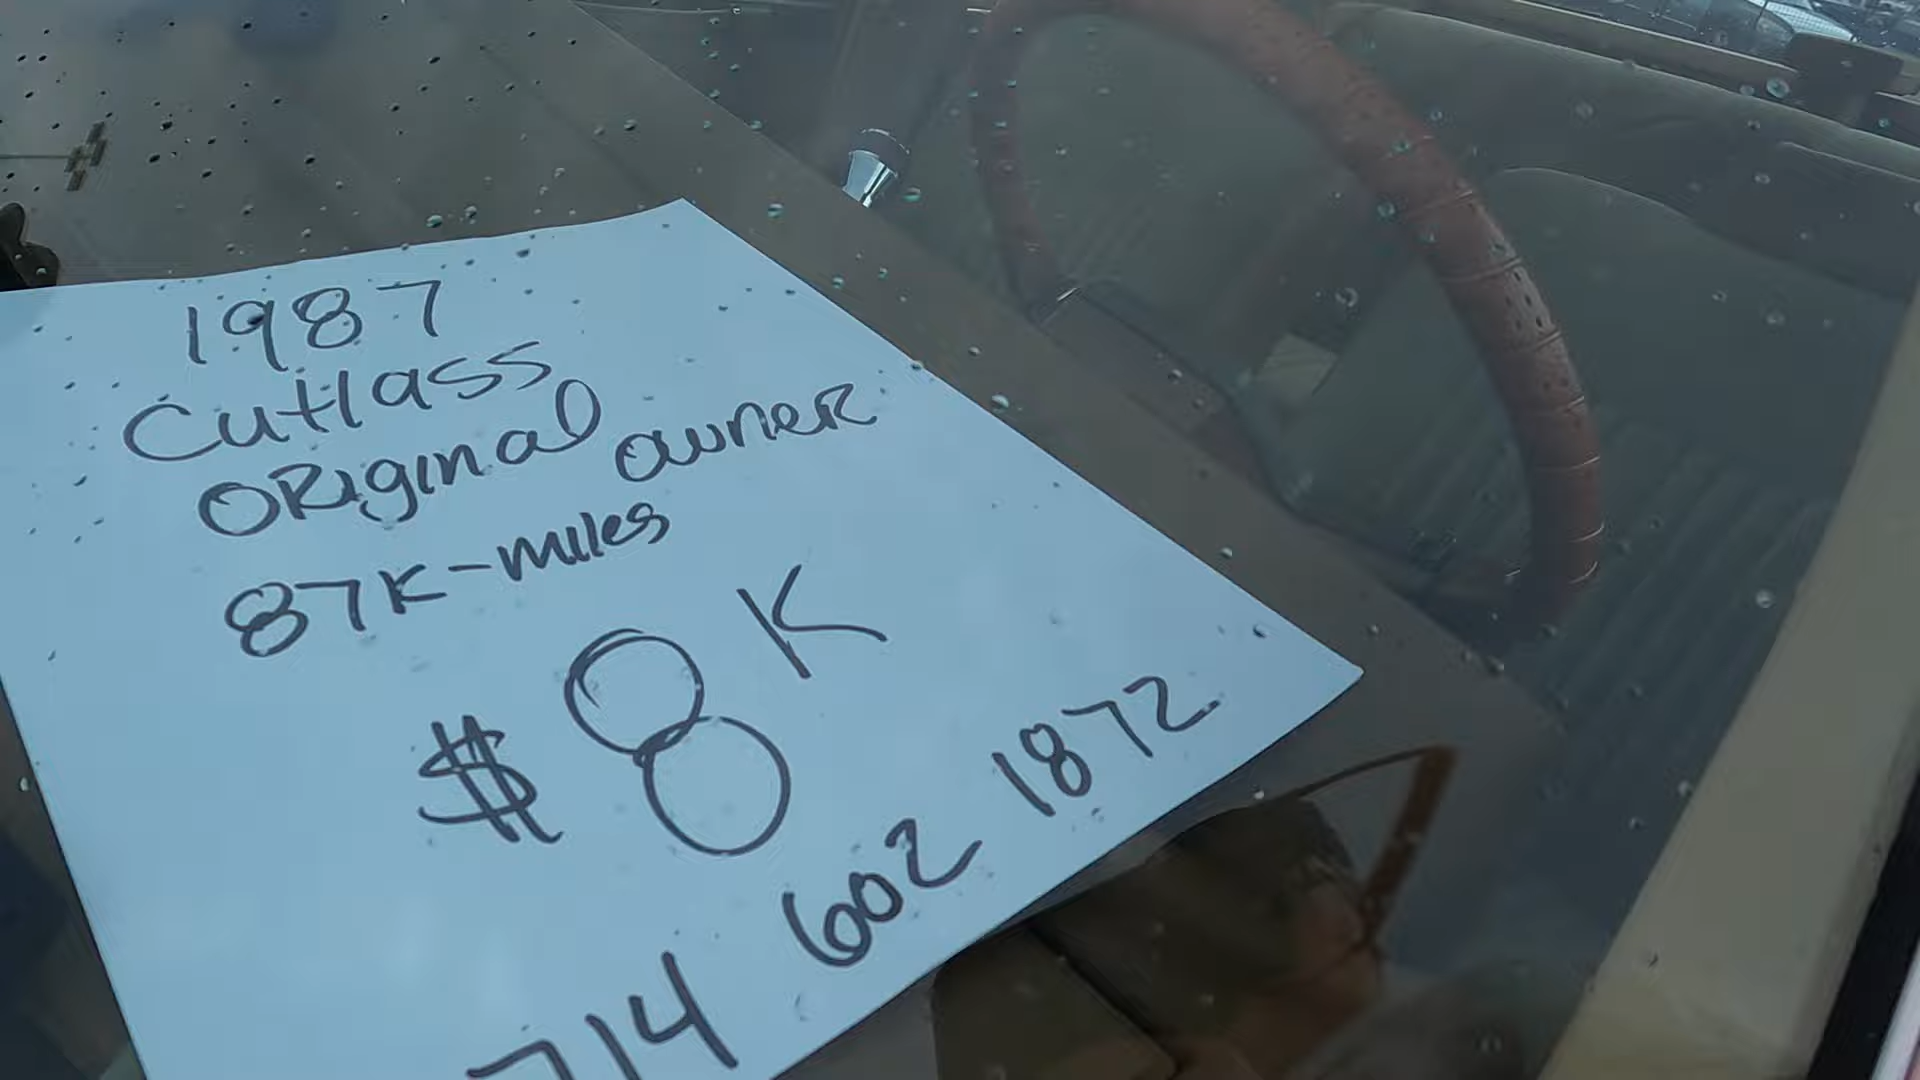 1987
Cutlass
Original owner
87K-miles
$8K
714 602 1872